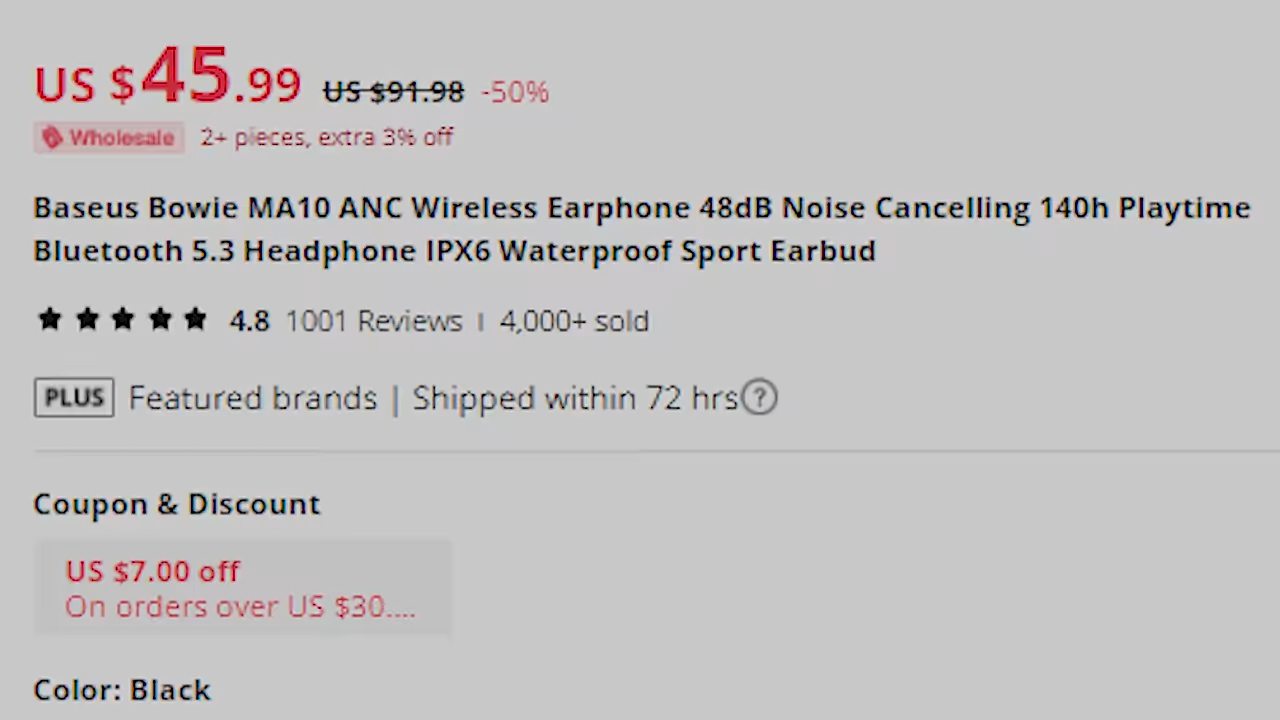 US $45.99 US $91.98 -50%
Wholesale 2+ pieces, extra 3% off
Baseus Bowie MA10 ANC Wireless Earphone 48dB Noise Cancelling 140h Playtime
Bluetooth 5.3 Headphone IPX6 Waterproof Sport Earbud
4.8 1001 Reviews | 4,000+ sold
PLUS Featured brands | Shipped within 72 hrs ?
Coupon & Discount
US $7.00 off
On orders over US $30....
Color: Black